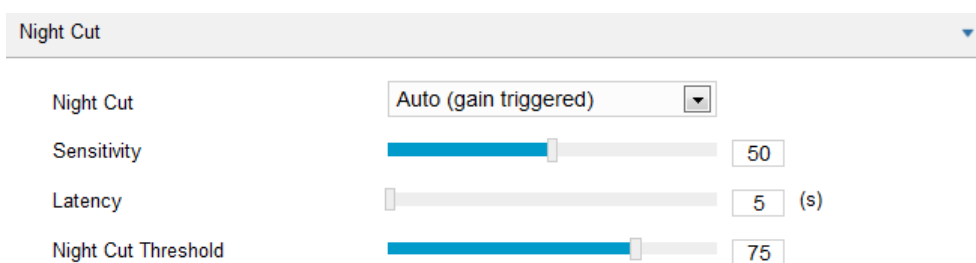 Night Cut
Night Cut Auto (gain triggered)
Sensitivity 50
Latency 5 (s)
Night Cut Threshold 75